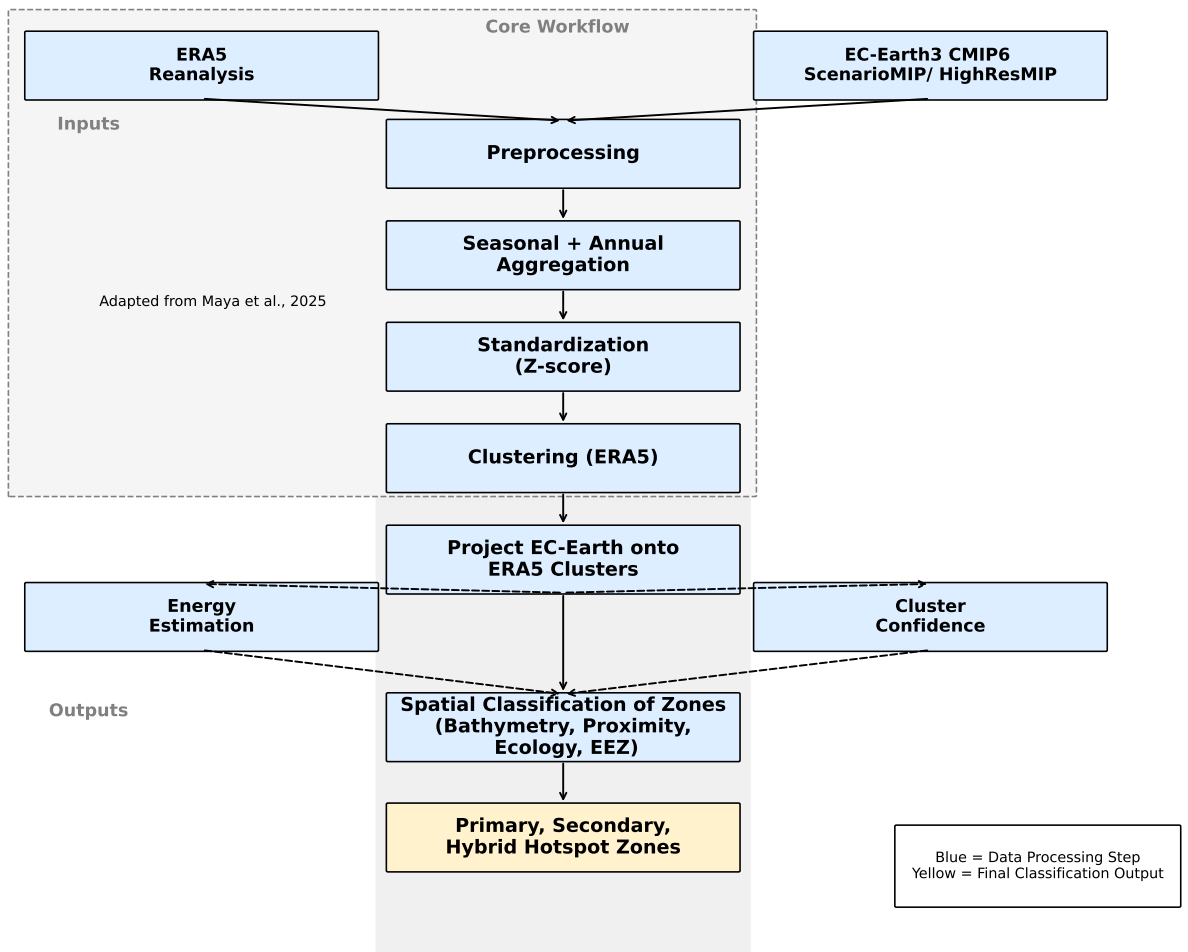 Core Workflow
ERA5
Reanalysis
EC-Earth3 CMIP6
ScenarioMIP/ HighResMIP
Inputs
Preprocessing
Seasonal + Annual
Aggregation
Adapted from Maya et al., 2025
Standardization
(Z-score)
Clustering (ERA5)
Project EC-Earth onto
ERA5 Clusters
Energy
Estimation
Cluster
Confidence
Outputs
Spatial Classification of Zones
(Bathymetry, Proximity,
Ecology, EEZ)
Primary, Secondary,
Hybrid Hotspot Zones
Blue = Data Processing Step
Yellow = Final Classification Output